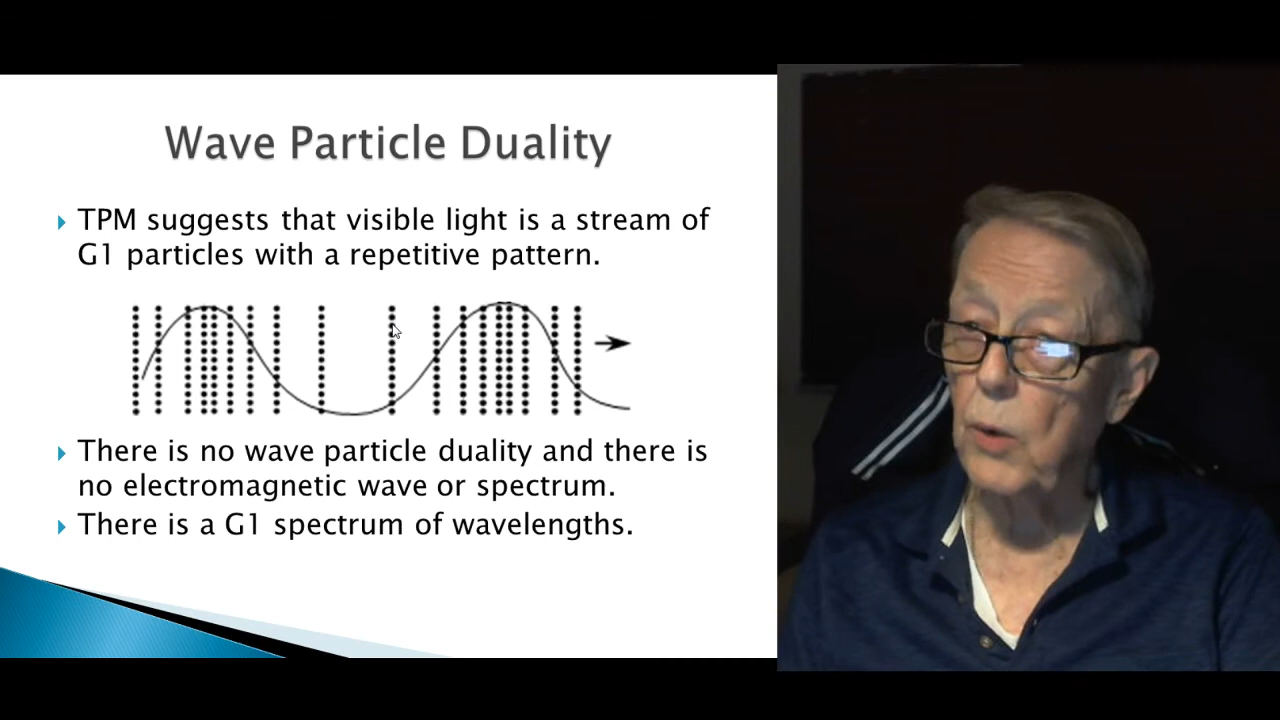 Wave Particle Duality
TPM suggests that visible light is a stream of
G1 particles with a repetitive pattern.
There is no wave particle duality and there is
no electromagnetic wave or spectrum.
There is a G1 spectrum of wavelengths.